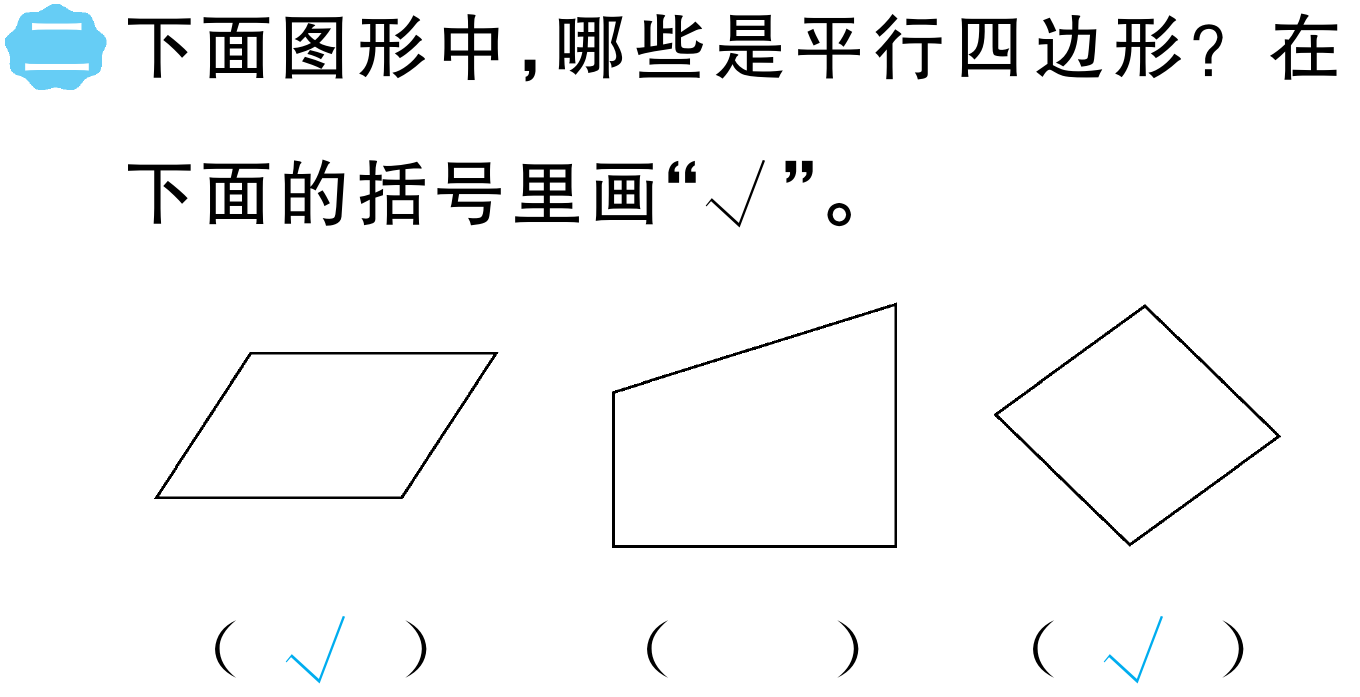 二 下面图形中,哪些是平行四边形? 在
下面的括号里画“√”。
( √ ) ( ) ( √ )